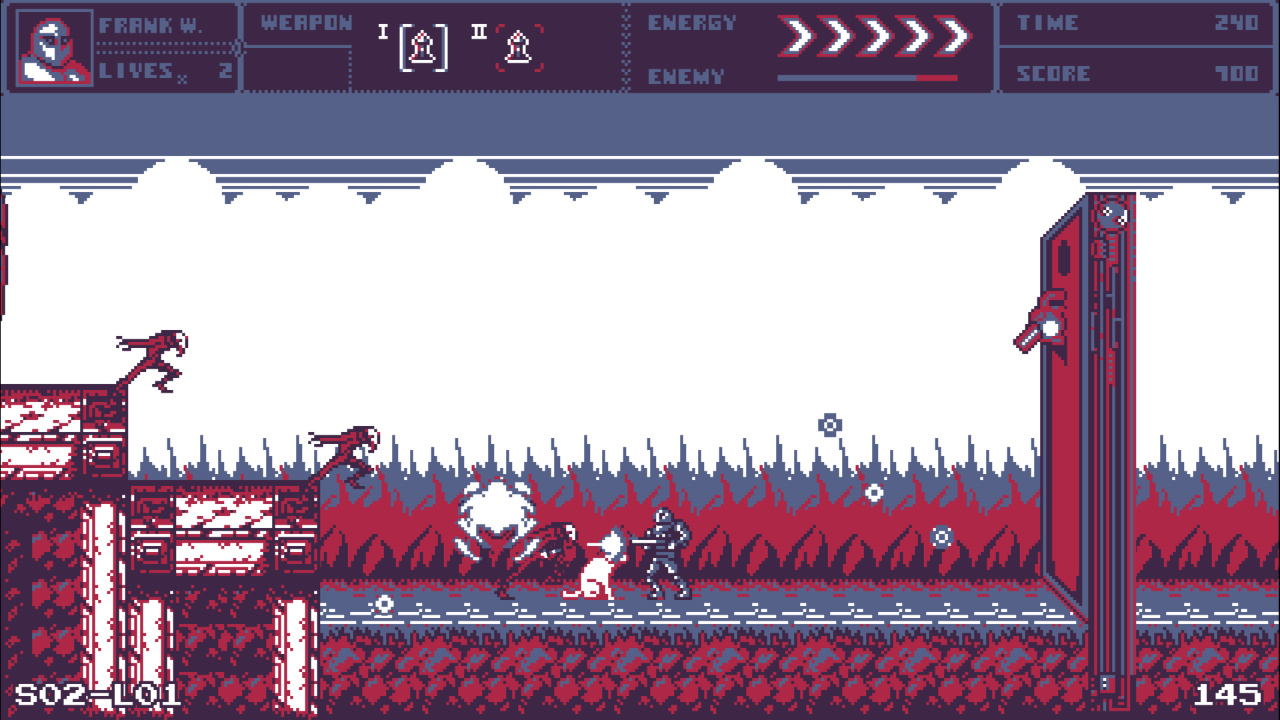 FRANK W.
LIVES x 2
WEAPON
I
II
ENERGY
ENEMY
TIME 240
SCORE 900
S02-L01
145